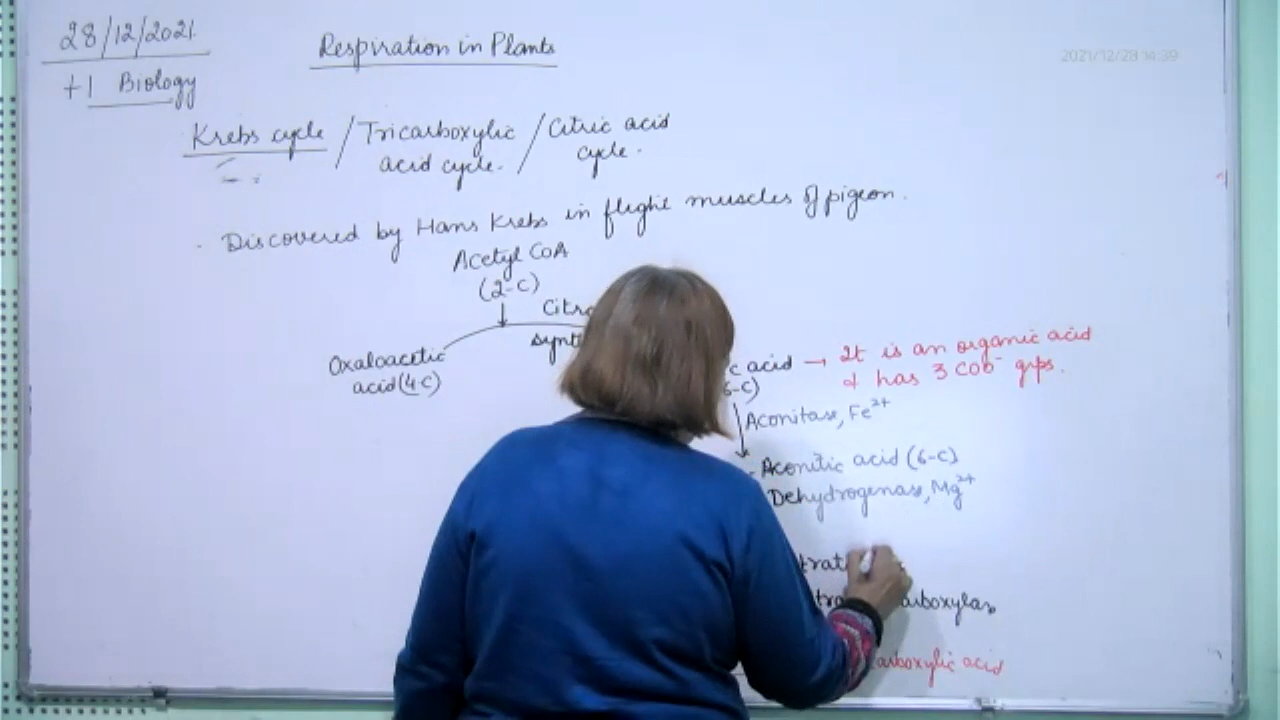 28/12/2021
+1 Biology
Respiration in Plants
2021/12/28 14:39
Krebs cycle / Tricarboxylic acid cycle. / Citric acid cycle.
. Discovered by Hans Krebs in flight muscles of pigeon.
Acetyl CoA
(2-C)
Oxaloacetic
acid (4-C)
c acid → It is an organic acid
& has 3 COO⁻ gps.
Aconitase, Fe²⁺
Aconitic acid (6-C)
Dehydrogenase, Mg²⁺
arboxylic acid